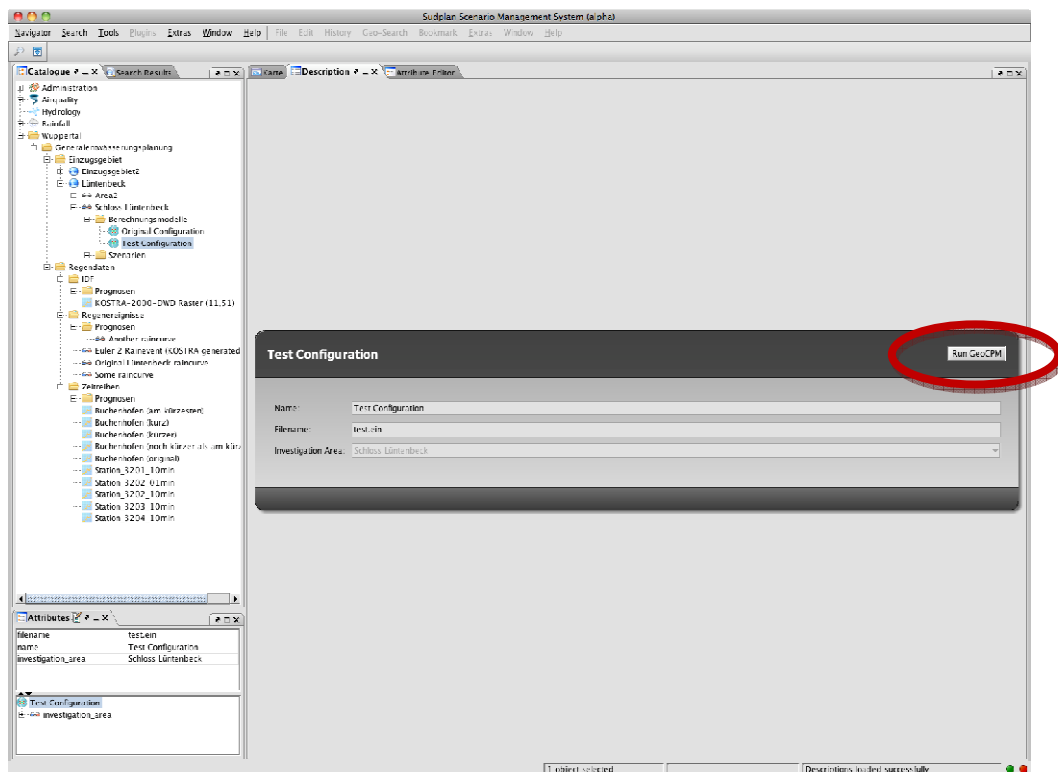 Sudplan Scenario Management System (alpha)
Navigator Search Tools Plugins Extras Window Help File Edit History Geo-Search Bookmark Extras Window Help
Catalogue Search Results
Karte Description Attribute Editor
Administration
Airquality
Hydrology
Rainfall
Wuppertal
Generalentwässerungsplanung
Einzugsgebiet
Einzugsgebiet2
Lüntenbeck
Area2
Schloss Lüntenbeck
Berechnungsmodelle
Original Configuration
Test Configuration
Szenarien
Regendaten
IDF
Prognosen
KOSTRA-2000-DWD Raster (11,51)
Regenereignisse
Prognosen
Another raincurve
Euler 2 Rainevent (KOSTRA generated
Original Lüntenbeck raincurve
Some raincurve
Zeitreihen
Prognosen
Buchenhofen (am kürzesten)
Buchenhofen (kurz)
Buchenhofen (kürzer)
Buchenhofen (noch kürzer als am kürz
Buchenhofen (original)
Station_3201_10min
Station_3202_01min
Station_3202_10min
Station_3203_10min
Station_3204_10min
Test Configuration
Run GeoCPM
Name: Test Configuration
Filename: test.ein
Investigation Area: Schloss Lüntenbeck
Attributes
filename test.ein
name Test Configuration
investigation_area Schloss Lüntenbeck
Test Configuration
investigation_area
1 object selected
Descriptions loaded successfully